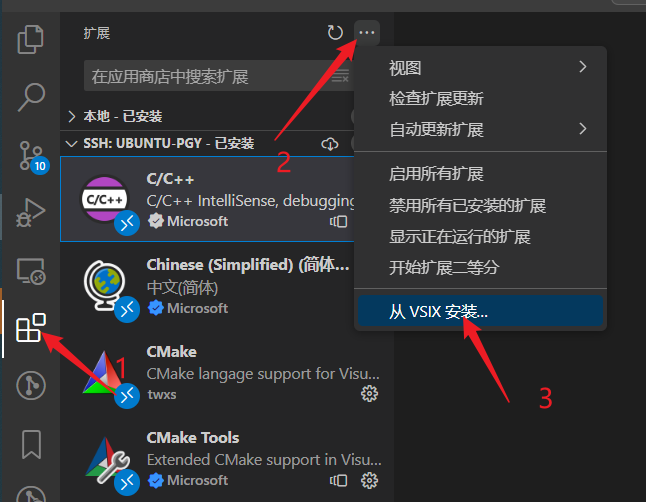 扩展
···
在应用商店中搜索扩展
本地 - 已安装
SSH: UBUNTU-PGY - 已安装
2
C/C++
C/C++
C/C++ IntelliSense, debugging
Microsoft
10
Chinese (Simplified) (简体...
中文(简体)
Microsoft
1
CMake
CMake langage support for Visu...
twxs
CMake Tools
Extended CMake support in Visu...
Microsoft
视图
检查扩展更新
自动更新扩展
启用所有扩展
禁用所有已安装的扩展
显示正在运行的扩展
开始扩展二等分
从 VSIX 安装...
3